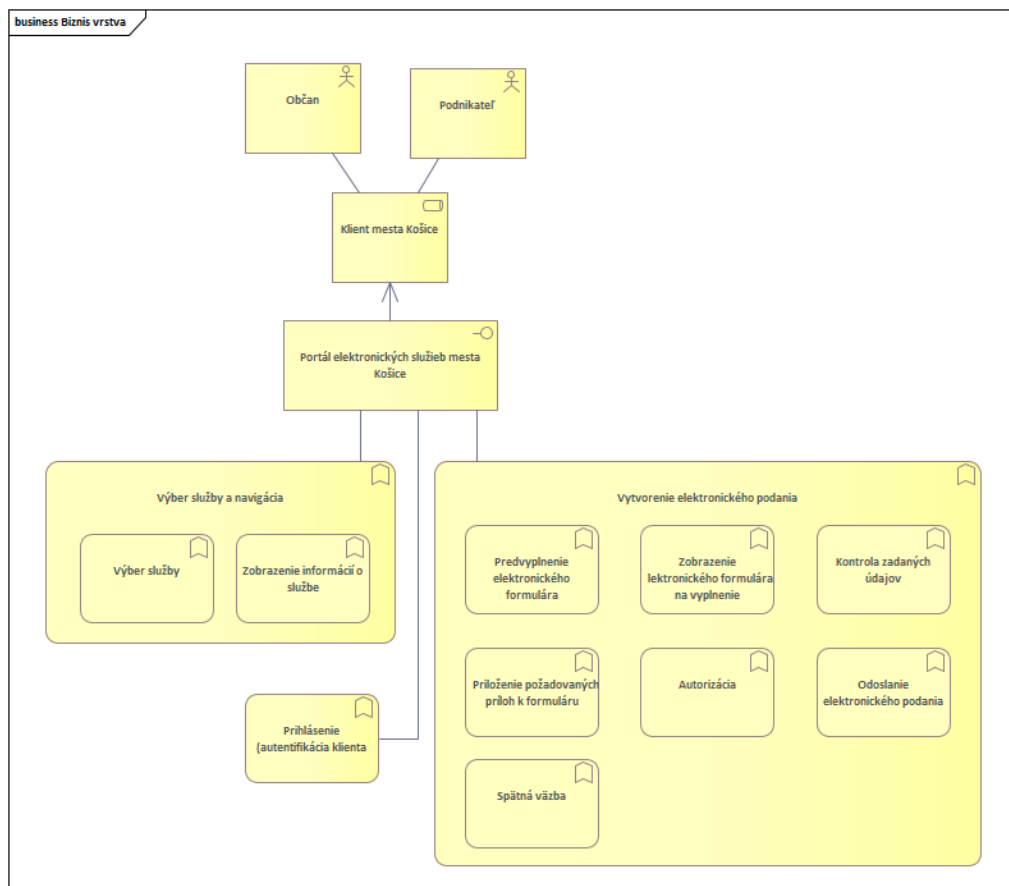 business Biznis vrstva
Občan
Podnikateľ
Klient mesta Košice
Portál elektronických služieb mesta
Košice
Výber služby a navigácia
Výber služby
Zobrazenie informácií o
službe
Prihlásenie
(autentifikácia klienta
Vytvorenie elektronického podania
Predvyplnenie
elektronického
formulára
Zobrazenie
lektronického formulára
na vyplnenie
Kontrola zadaných
údajov
Priloženie požadovaných
príloh k formuláru
Autorizácia
Odoslanie
elektronického podania
Spätná väzba